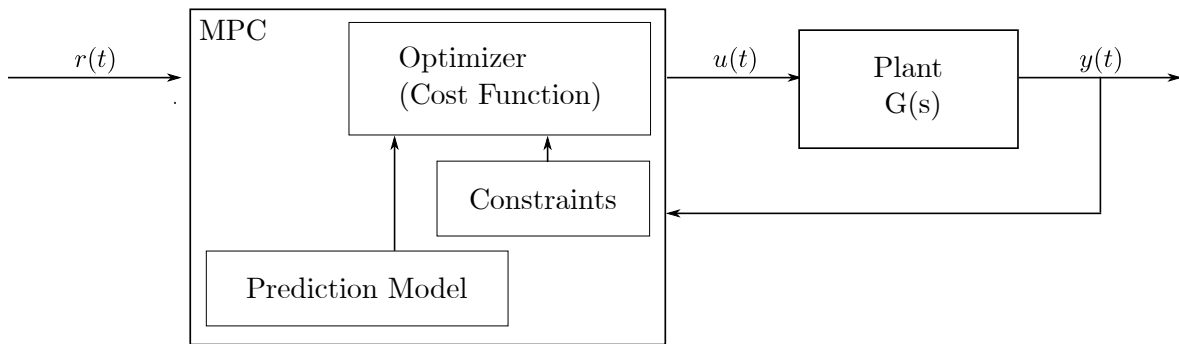 MPC
r(t)
Optimizer
(Cost Function)
u(t)
Plant
G(s)
y(t)
Constraints
Prediction Model